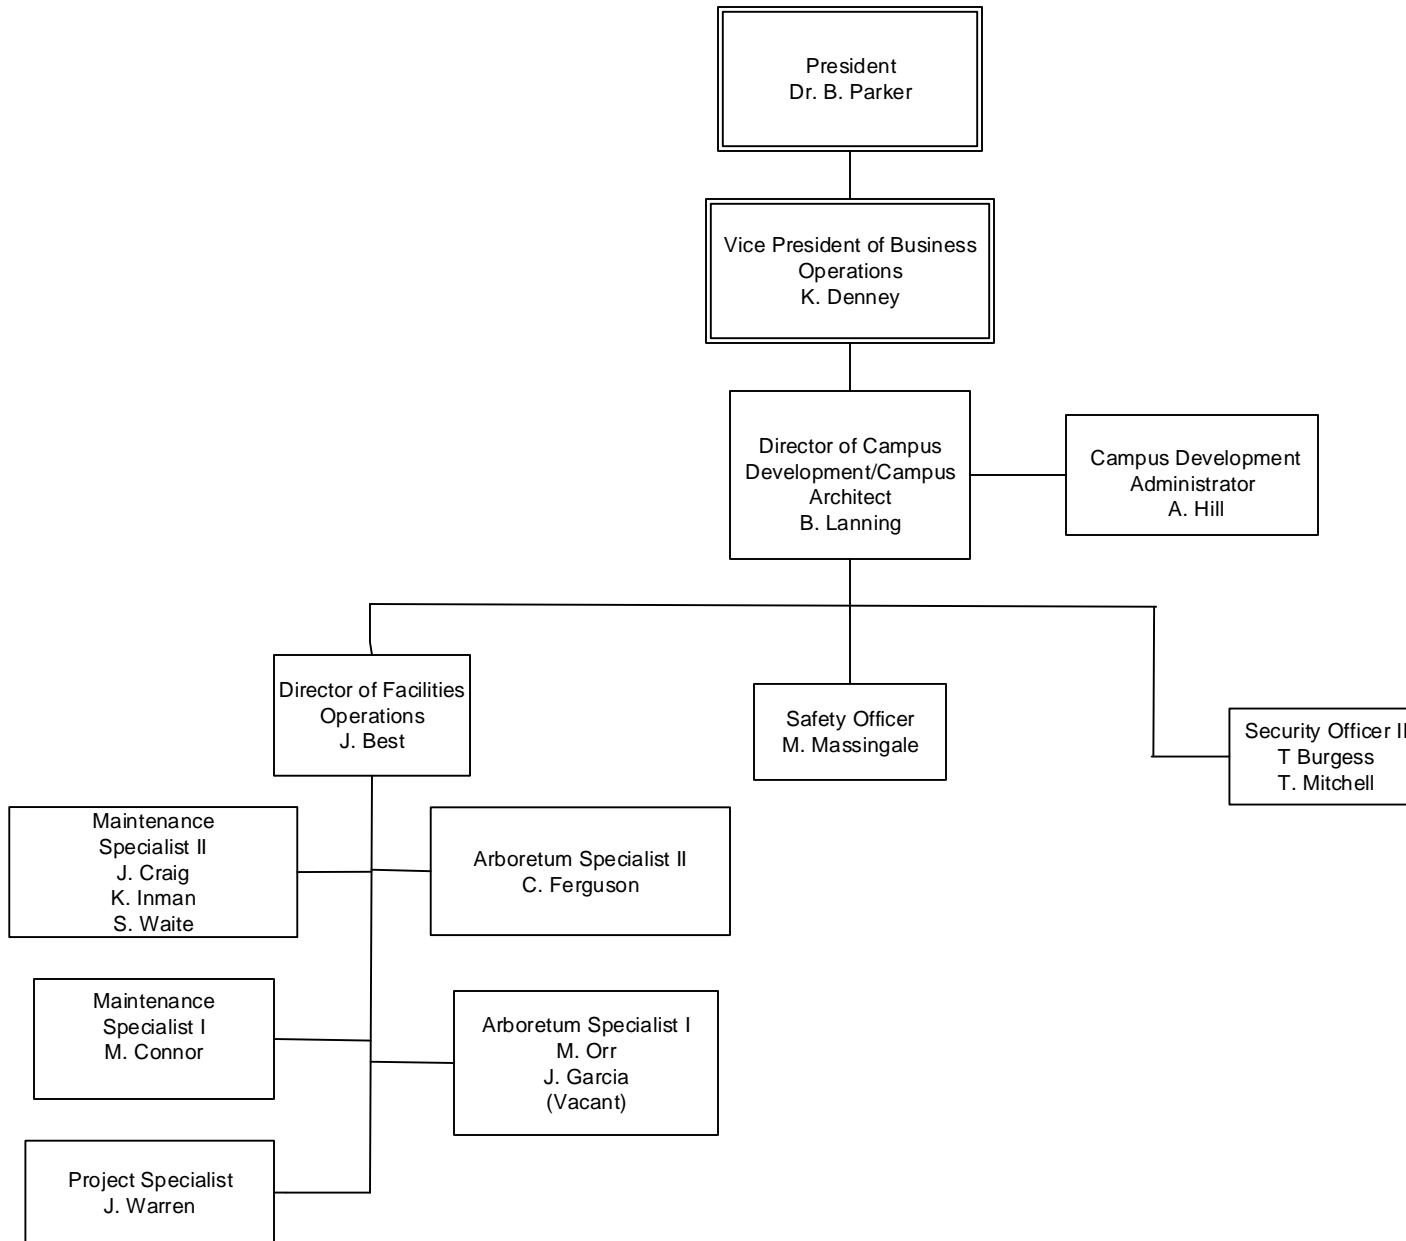 President
Dr. B. Parker
Vice President of Business
Operations
K. Denney
Director of Campus
Development/Campus
Architect
B. Lanning
Campus Development
Administrator
A. Hill
Director of Facilities
Operations
J. Best
Safety Officer
M. Massingale
Security Officer II
T Burgess
T. Mitchell
Maintenance
Specialist II
J. Craig
K. Inman
S. Waite
Arboretum Specialist II
C. Ferguson
Maintenance
Specialist I
M. Connor
Arboretum Specialist I
M. Orr
J. Garcia
(Vacant)
Project Specialist
J. Warren